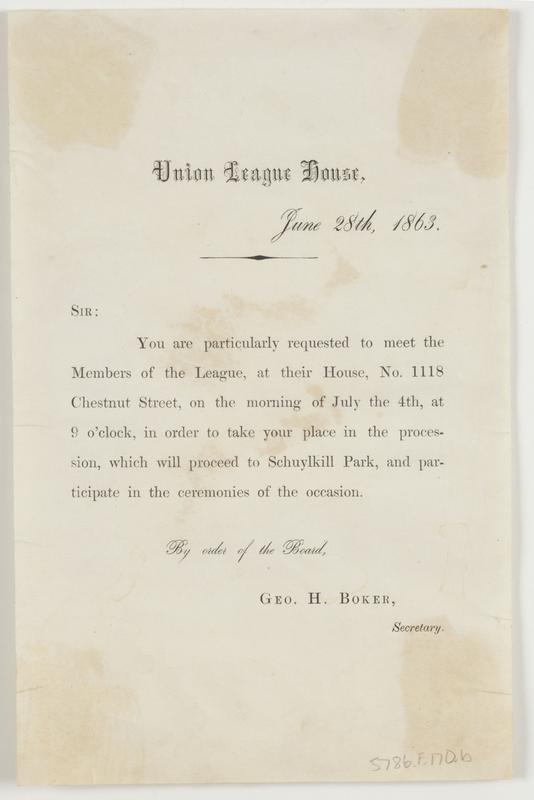 Union League House,
June 28th, 1863.
SIR:
You are particularly requested to meet the
Members of the League, at their House, No. 1118
Chestnut Street, on the morning of July the 4th, at
9 o'clock, in order to take your place in the proces-
sion, which will proceed to Schuylkill Park, and par-
ticipate in the ceremonies of the occasion.
By order of the Board,
GEO. H. BOKER,
Secretary.
5786.F.170.b